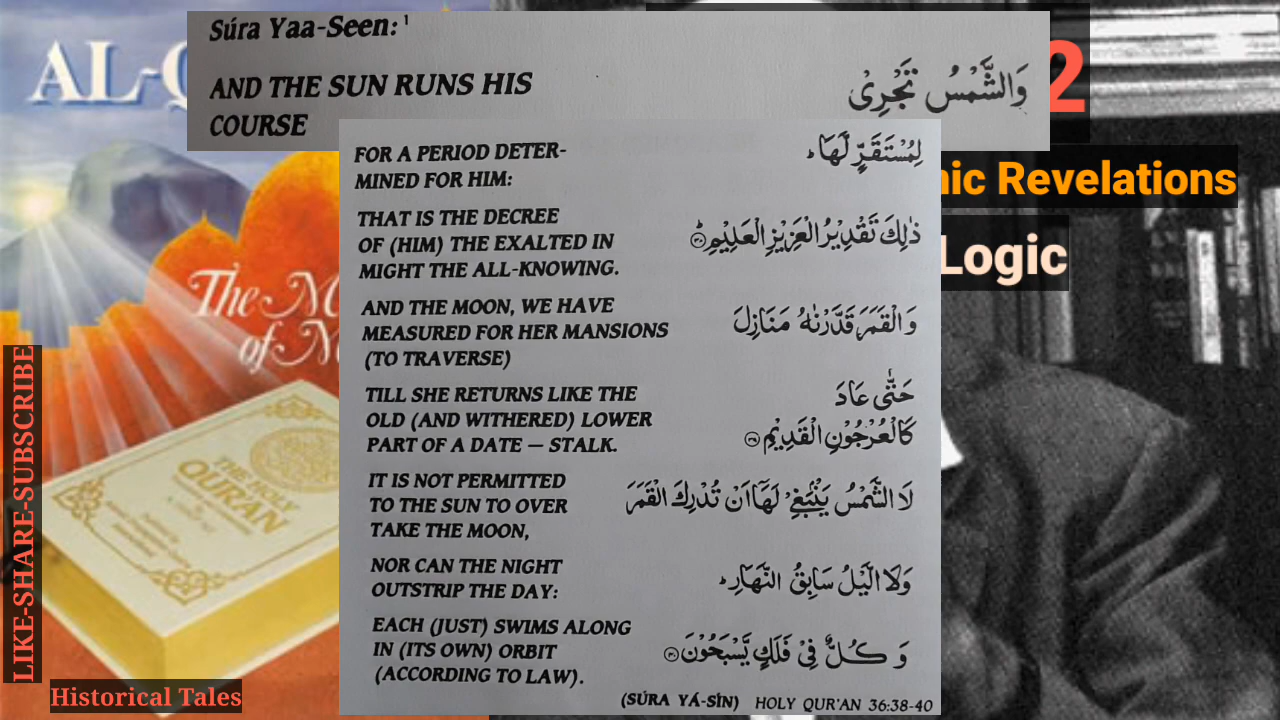 Súra Yaa-Seen: ¹
AND THE SUN RUNS HIS
COURSE
وَالشَّمْسُ تَجْرِىْ
FOR A PERIOD DETER-
MINED FOR HIM:
لِمُسْتَقَرٍّ لَّهَا ۚ
THAT IS THE DECREE
OF (HIM) THE EXALTED IN
MIGHT THE ALL-KNOWING.
ذٰلِكَ تَقْدِيْرُ الْعَزِيْزِ الْعَلِيْمِ ۞
AND THE MOON, WE HAVE
MEASURED FOR HER MANSIONS
(TO TRAVERSE)
وَالْقَمَرَ قَدَّرْنٰهُ مَنَازِلَ
TILL SHE RETURNS LIKE THE
OLD (AND WITHERED) LOWER
PART OF A DATE — STALK.
حَتّٰى عَادَ
كَالْعُرْجُوْنِ الْقَدِيْمِ ۞
IT IS NOT PERMITTED
TO THE SUN TO OVER
TAKE THE MOON,
لَا الشَّمْسُ يَنْۢبَغِىْ لَهَاۤ اَنْ تُدْرِكَ الْقَمَرَ
NOR CAN THE NIGHT
OUTSTRIP THE DAY:
وَلَا الَّيْلُ سَابِقُ النَّهَارِ ۚ
EACH (JUST) SWIMS ALONG
IN (ITS OWN) ORBIT
(ACCORDING TO LAW).
وَ كُلٌّ فِىْ فَلَكٍ يَّسْبَحُوْنَ ۞
(SÚRA YÁ-SÍN) HOLY QUR'AN 36:38-40
2
Revelations
Logic
AL-
The
of
THE HOLY
QUR'AN
LIKE-SHARE-SUBSCRIBE
Historical Tales